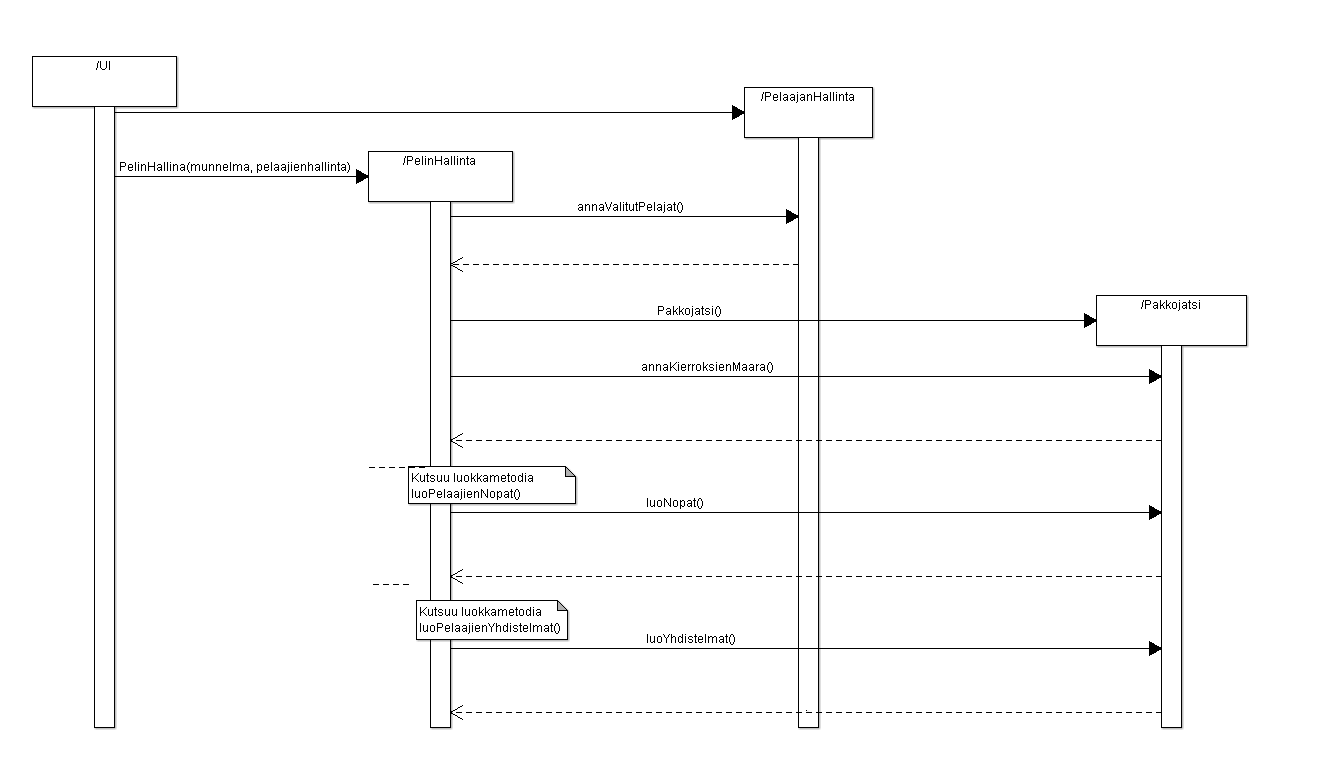 /UI
/PelaajanHallinta
PelinHallina(munnelma, pelaajienhallinta)
/PelinHallinta
annaValitutPelajat()
/Pakkojatsi
Pakkojatsi()
annaKierroksienMaara()
Kutsuu luokkametodia
luoPelaajienNopat()
luoNopat()
Kutsuu luokkametodia
luoPelaajienYhdistelmat()
luoYhdistelmat()